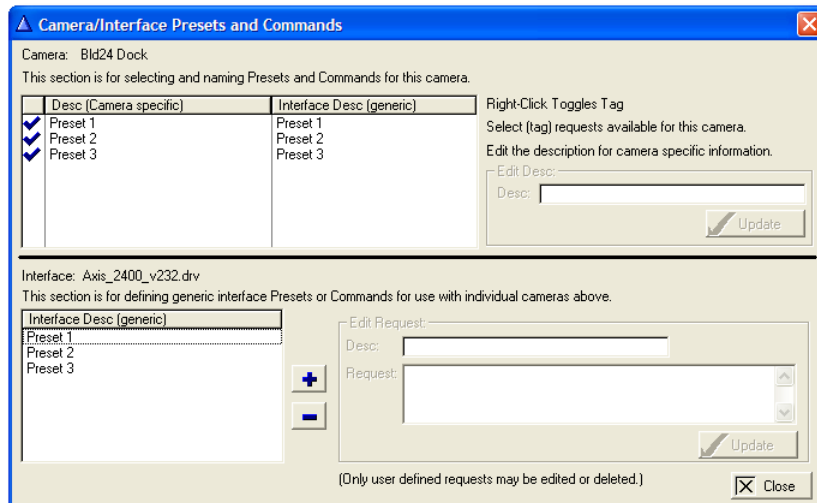 Camera/Interface Presets and Commands
Camera: Bld24 Dock
This section is for selecting and naming Presets and Commands for this camera.
Desc (Camera specific) Interface Desc (generic)
Preset 1 Preset 1
Preset 2 Preset 2
Preset 3 Preset 3
Right-Click Toggles Tag
Select (tag) requests available for this camera.
Edit the description for camera specific information.
Edit Desc:
Desc:
Update
Interface: Axis_2400_v232.drv
This section is for defining generic interface Presets or Commands for use with individual cameras above.
Interface Desc (generic)
Preset 1
Preset 2
Preset 3
Edit Request:
Desc:
Request:
Update
(Only user defined requests may be edited or deleted.)
Close